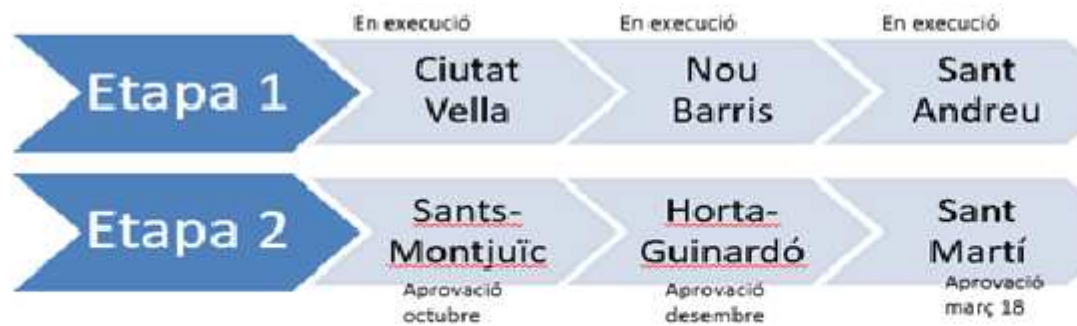 En execució
En execució
En execució
Etapa 1
Ciutat
Vella
Nou
Barris
Sant
Andreu
Etapa 2
Sants-
Montjuïc
Aprovació
octubre
Horta-
Guinardó
Aprovació
desembre
Sant
Martí
Aprovació
març 18